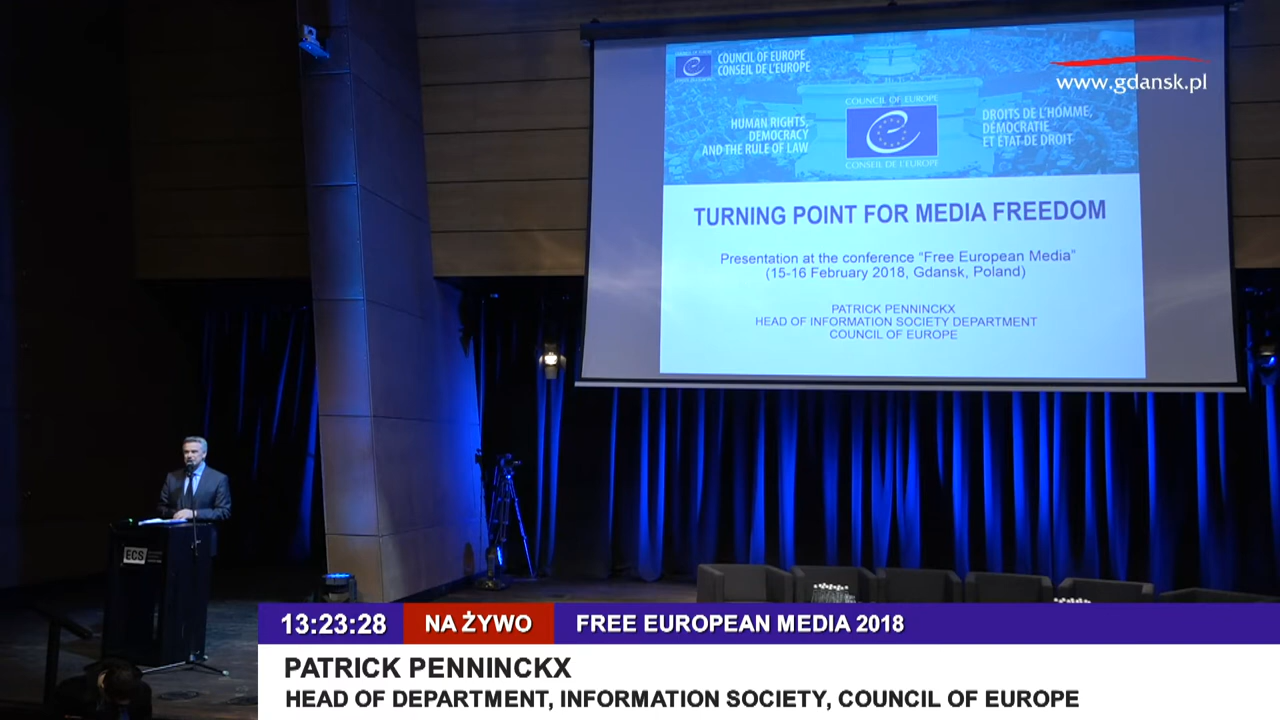 COUNCIL OF EUROPE
CONSEIL DE L'EUROPE
www.gdansk.pl
HUMAN RIGHTS,
DEMOCRACY
AND THE RULE OF LAW
COUNCIL OF EUROPE
CONSEIL DE L'EUROPE
DROITS DE L'HOMME,
DÉMOCRATIE
ET ÉTAT DE DROIT
TURNING POINT FOR MEDIA FREEDOM
Presentation at the conference “Free European Media”
(15-16 February 2018, Gdansk, Poland)
PATRICK PENNINCKX
HEAD OF INFORMATION SOCIETY DEPARTMENT
COUNCIL OF EUROPE
ECS
13:23:28 NA ŻYWO FREE EUROPEAN MEDIA 2018
PATRICK PENNINCKX
HEAD OF DEPARTMENT, INFORMATION SOCIETY, COUNCIL OF EUROPE